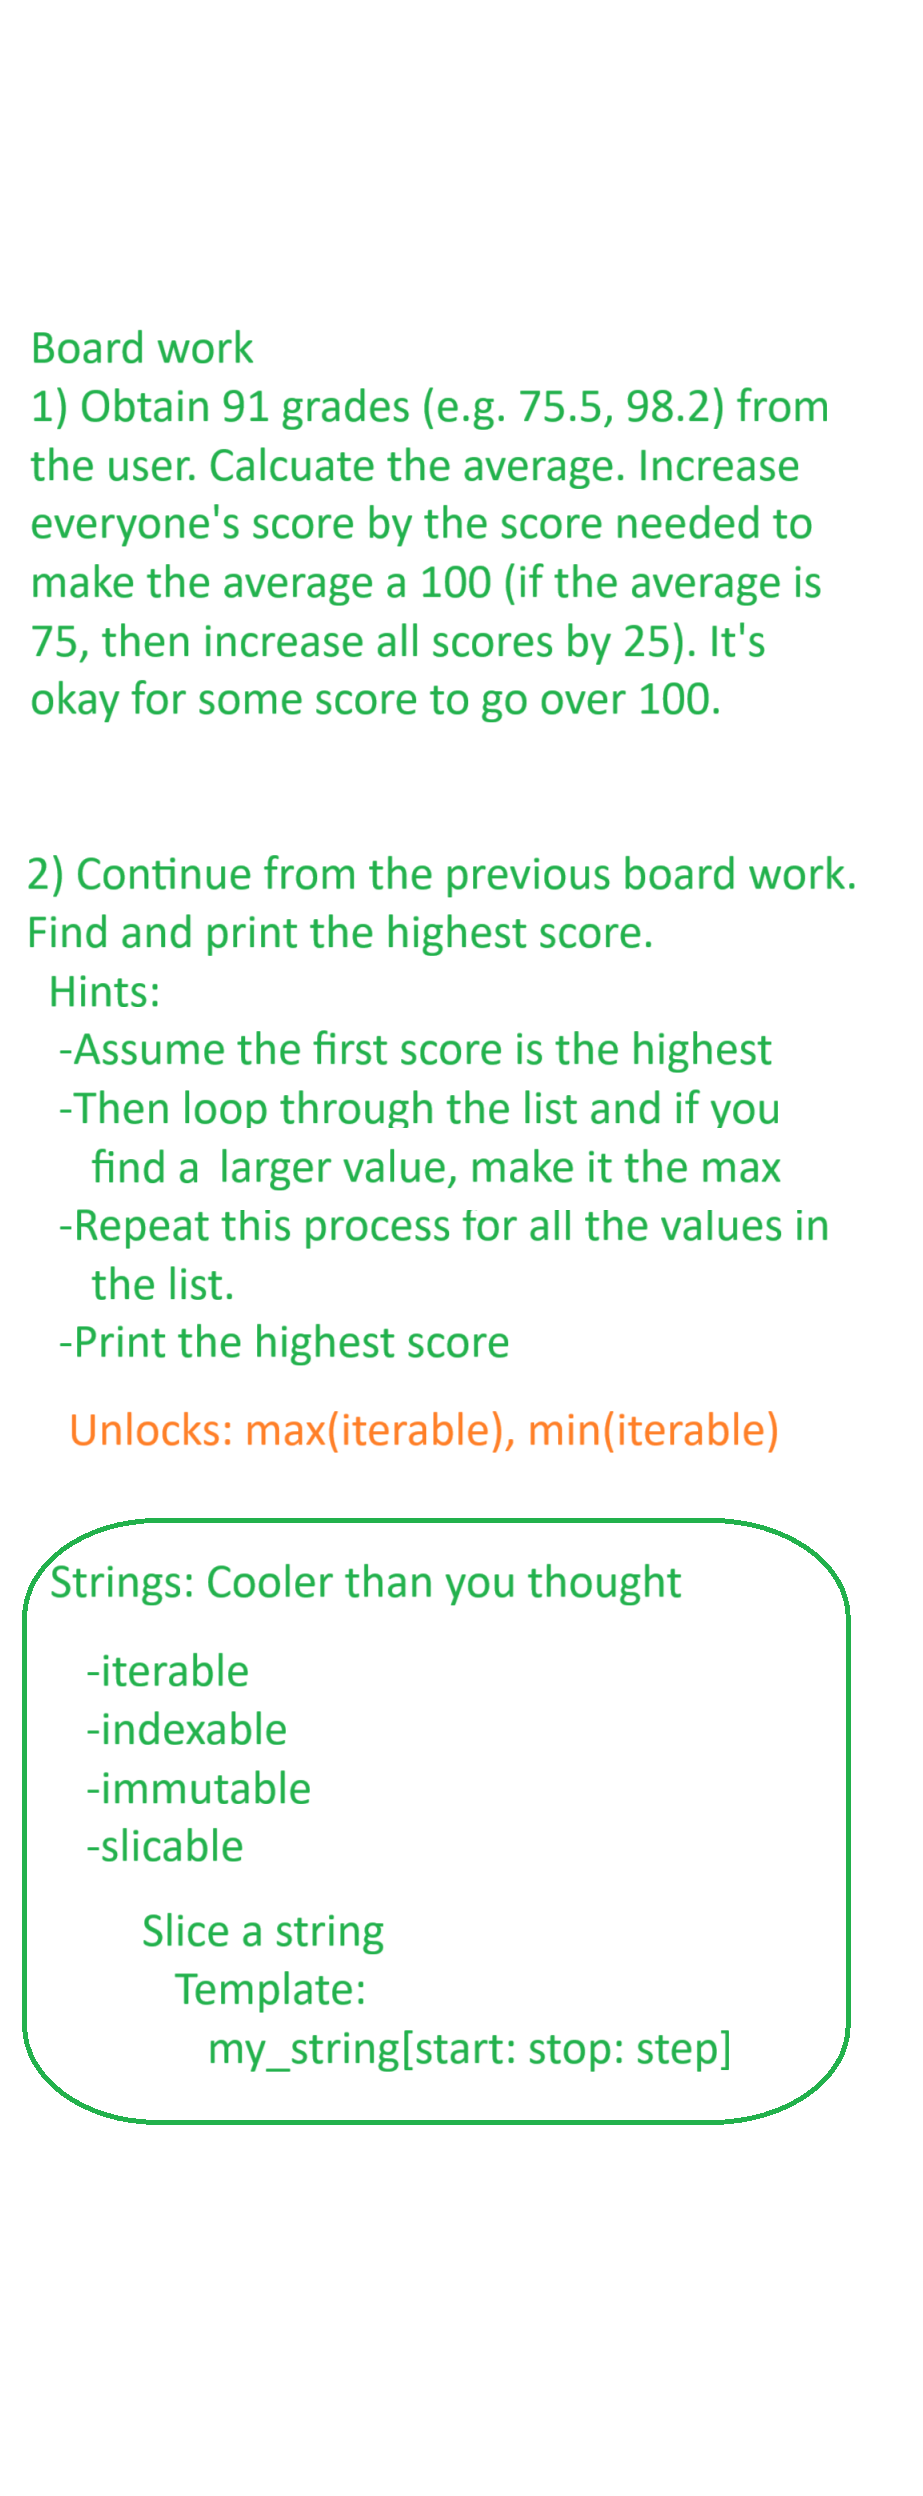 Board work
1) Obtain 91 grades (e.g. 75.5, 98.2) from
the user. Calcuate the average. Increase
everyone's score by the score needed to
make the average a 100 (if the average is
75, then increase all scores by 25). It's
okay for some score to go over 100.
2) Continue from the previous board work.
Find and print the highest score.
Hints:
-Assume the first score is the highest
-Then loop through the list and if you
find a larger value, make it the max
-Repeat this process for all the values in
the list.
-Print the highest score
Unlocks: max(iterable), min(iterable)
Strings: Cooler than you thought
-iterable
-indexable
-immutable
-slicable
Slice a string
Template:
my_string[start: stop: step]